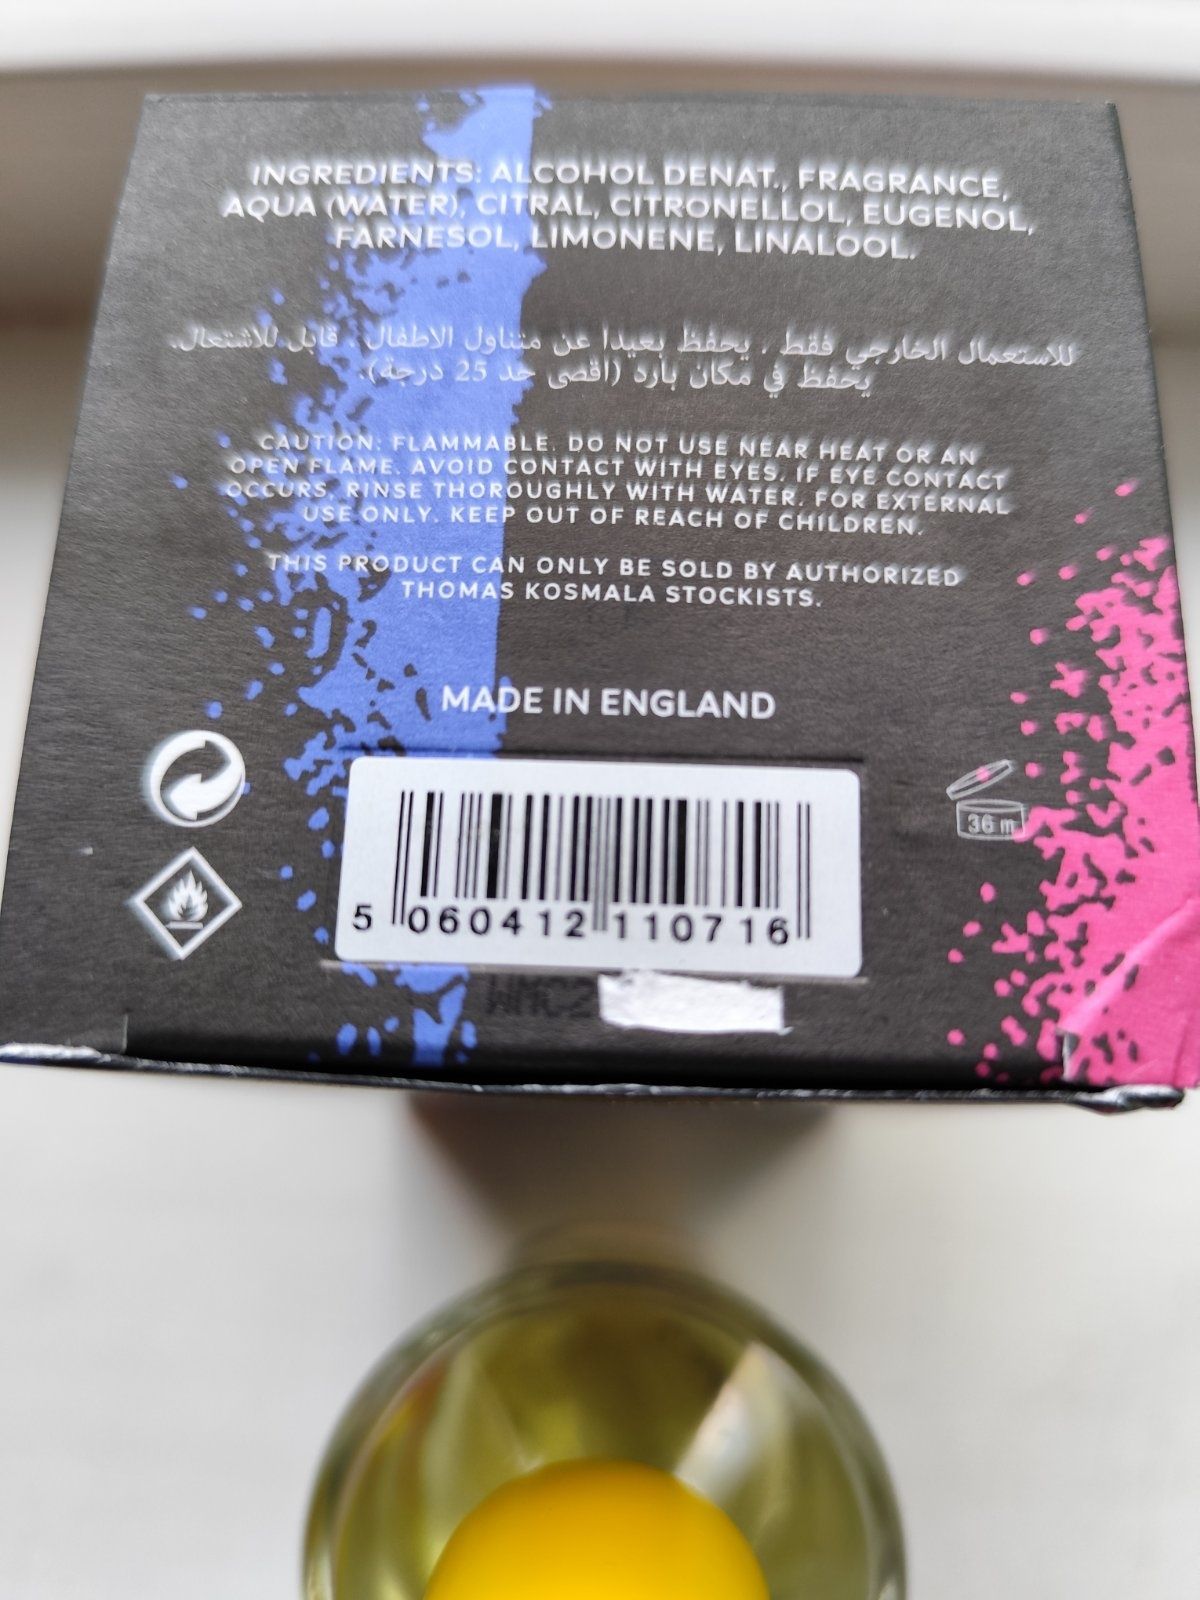 INGREDIENTS: ALCOHOL DENAT., FRAGRANCE,
AQUA (WATER), CITRAL, CITRONELLOL, EUGENOL,
FARNESOL, LIMONENE, LINALOOL.
للاستعمال الخارجي فقط . يحفظ بعيدا عن متناول الاطفال . قابل للاشتعال.
يحفظ في مكان بارد (اقصى حد 25 درجة).
CAUTION: FLAMMABLE. DO NOT USE NEAR HEAT OR AN
OPEN FLAME. AVOID CONTACT WITH EYES. IF EYE CONTACT
OCCURS, RINSE THOROUGHLY WITH WATER. FOR EXTERNAL
USE ONLY. KEEP OUT OF REACH OF CHILDREN.
THIS PRODUCT CAN ONLY BE SOLD BY AUTHORIZED
THOMAS KOSMALA STOCKISTS.
MADE IN ENGLAND
36 m
5 060412 110716